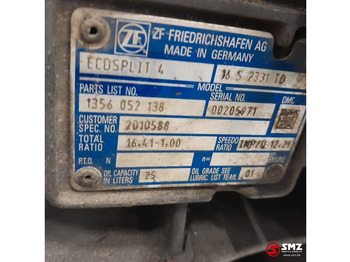 ZF ZF FRIEDRICHSHAFEN AG
MADE IN GERMANY
ECOSPLIT 4 16 S 2331 TO
PARTS LIST NO. MODEL
1356 052 138
SERIAL NO. DMC
CUSTOMER
SPEC. NO. 2010588
TOTAL
RATIO 16.41-1.00 SPEEDO
RATIO
P.T.O. N n=
OIL CAPACITY
IN LITERS 25 OIL GRADE SEE
LUBRIC. LIST TE-ML 01
SMZ